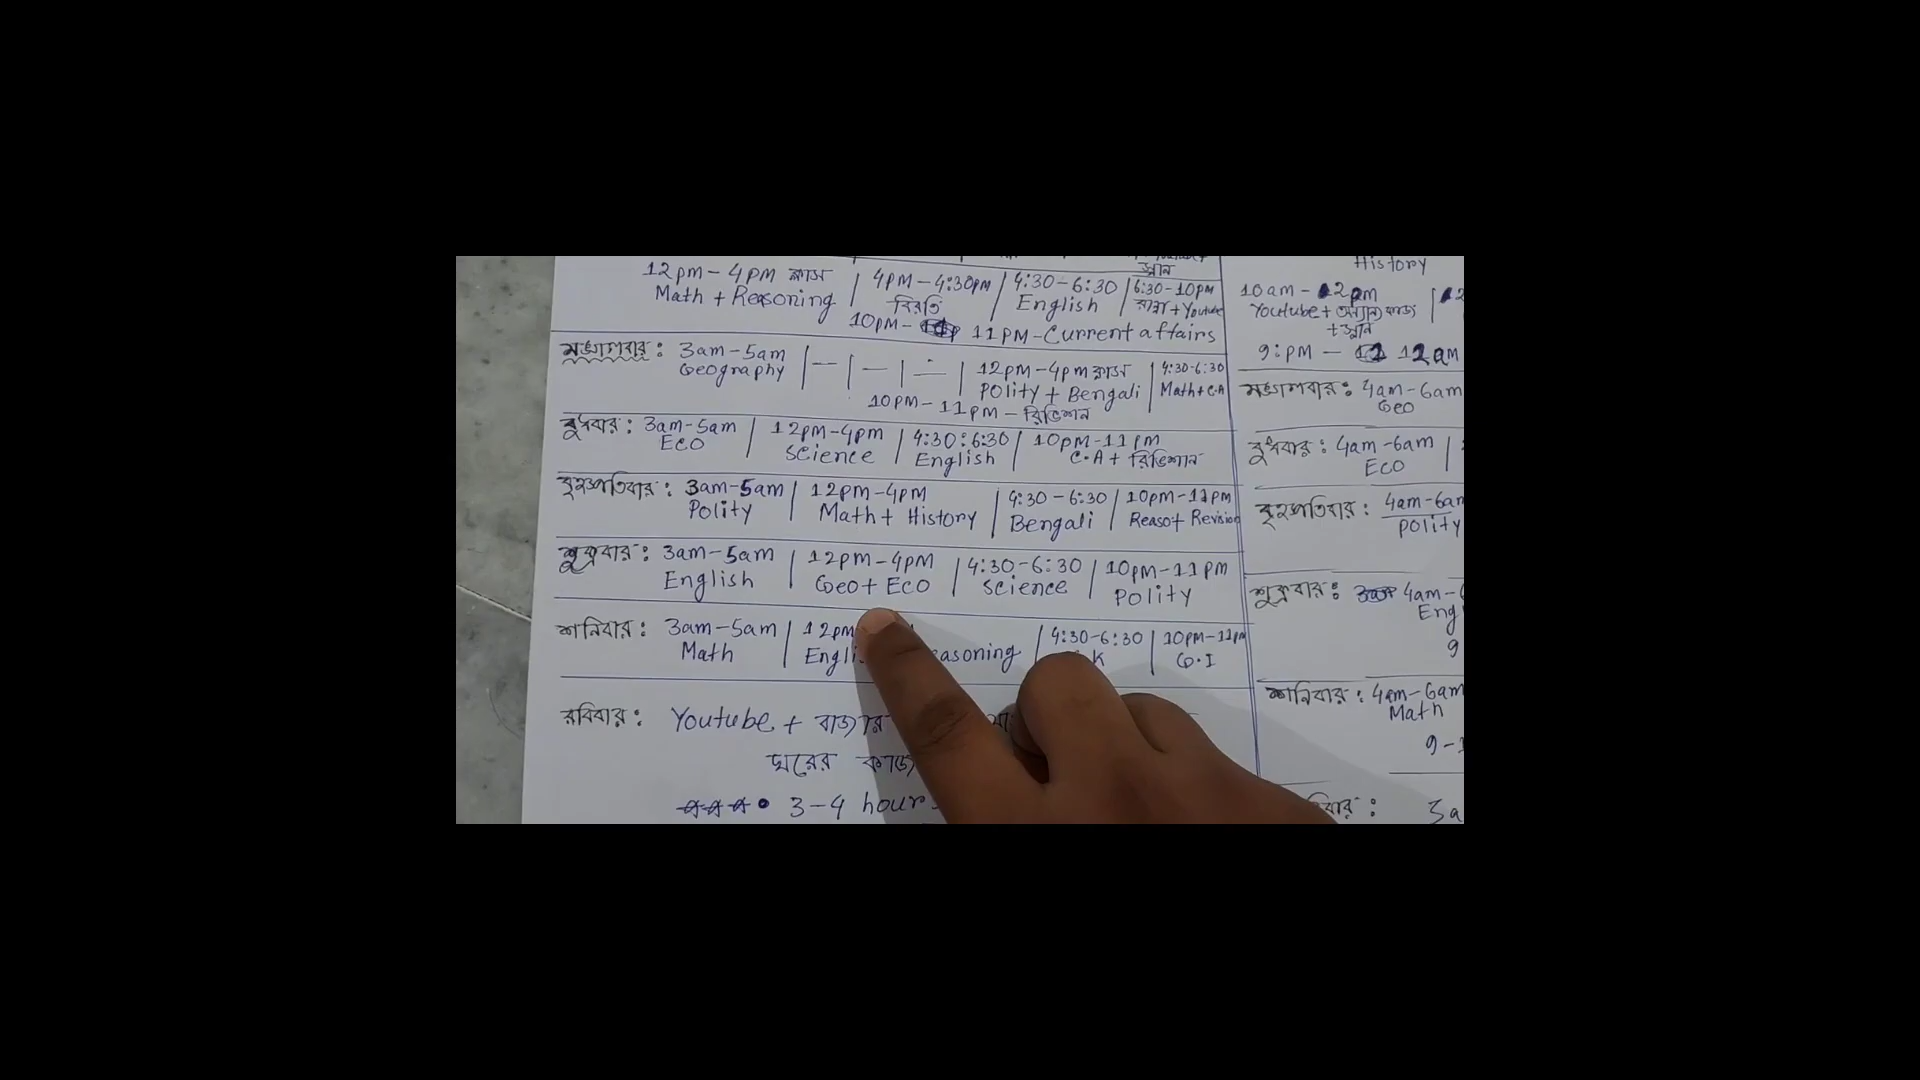 স্নান
12pm-4pm ক্লাস | 4PM-4:30pm | 4:30-6:30 | 6:30-10pm
Math + Reasoning বিরতি English রান্না + Youtube
10PM- 11PM-Current affairs
মঙ্গলবার: 3am-5am | — | — | — | 12pm-4pm ক্লাস | 4:30-6:30
Geography Polity + Bengali Math+C.A
10PM-11PM-রিভিশন
বুধবার: 3am-5am | 12pm-4pm | 4:30:6:30 | 10pm-11pm
Eco Science English C.A + রিভিশান
বৃহস্পতিবার: 3am-5am | 12pm-4pm | 4:30-6:30 | 10pm-11pm
Polity Math + History Bengali Reaso+ Revision
শুক্রবার: 3am-5am | 12pm-4pm | 4:30-6:30 | 10pm-11pm
English Geo+ Eco Science Polity
শনিবার: 3am-5am | 12pm | 4:30-6:30 | 10pm-11pm
Math G.I
রবিবার: Youtube + বাজার
ঘরের কাজ
3-4 hour
History
10am-12pm
Youtube + অন্যান্য কাজ
+ স্নান
9:pm - 12am
মঙ্গলবার: 4am-6am
Geo
বুধবার: 4am-6am |
Eco
বৃহস্পতিবার: 4am-6am
Polity
শুক্রবার: 4am-
Eng
9
শনিবার: 4am-6am
Math
9-